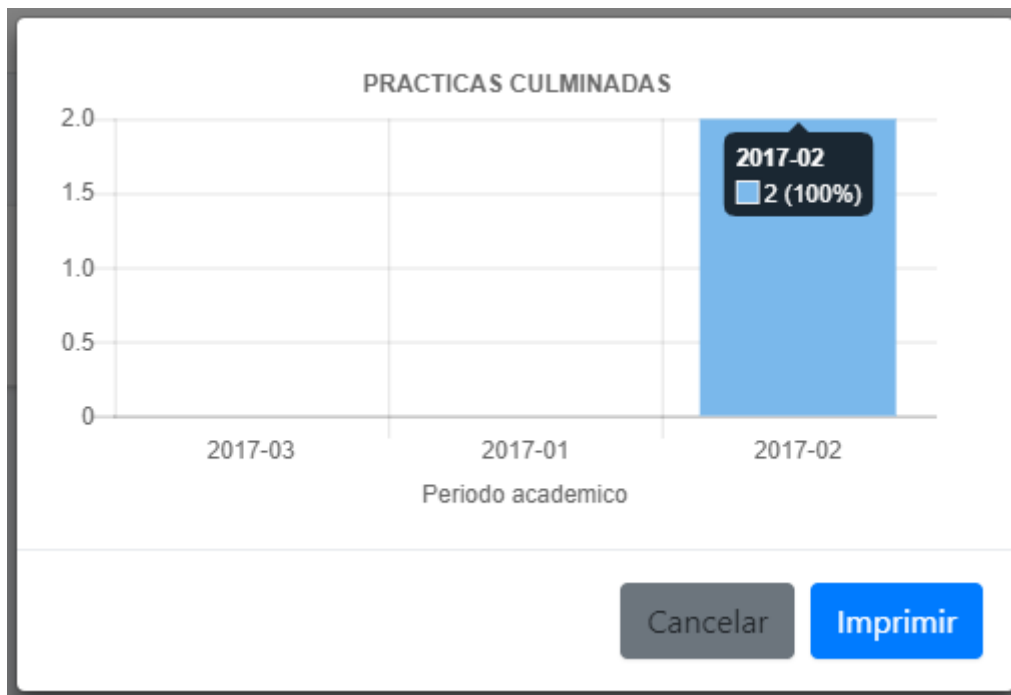 PRACTICAS CULMINADAS
2.0
2017-02
2 (100%)
1.5
1.0
0.5
0
2017-03 2017-01 2017-02
Periodo academico
Cancelar Imprimir